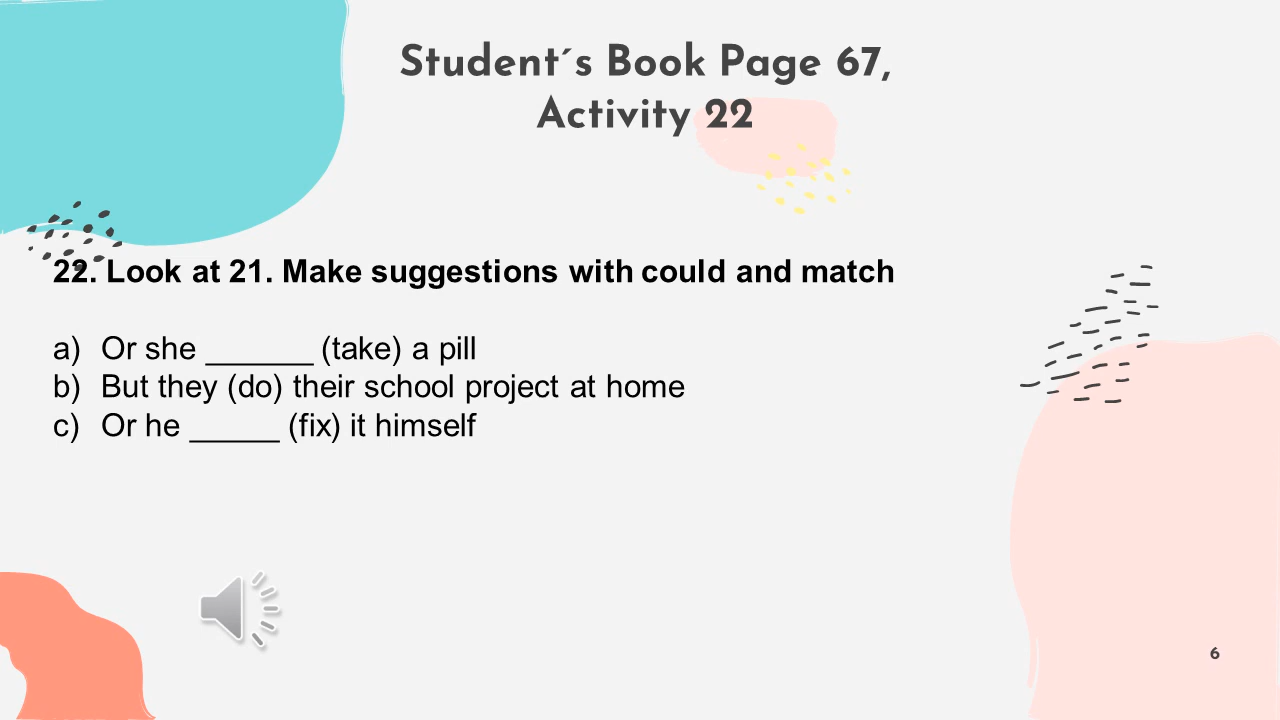 Student´s Book Page 67,
Activity 22
22. Look at 21. Make suggestions with could and match
a) Or she ______ (take) a pill
b) But they (do) their school project at home
c) Or he _____ (fix) it himself
6